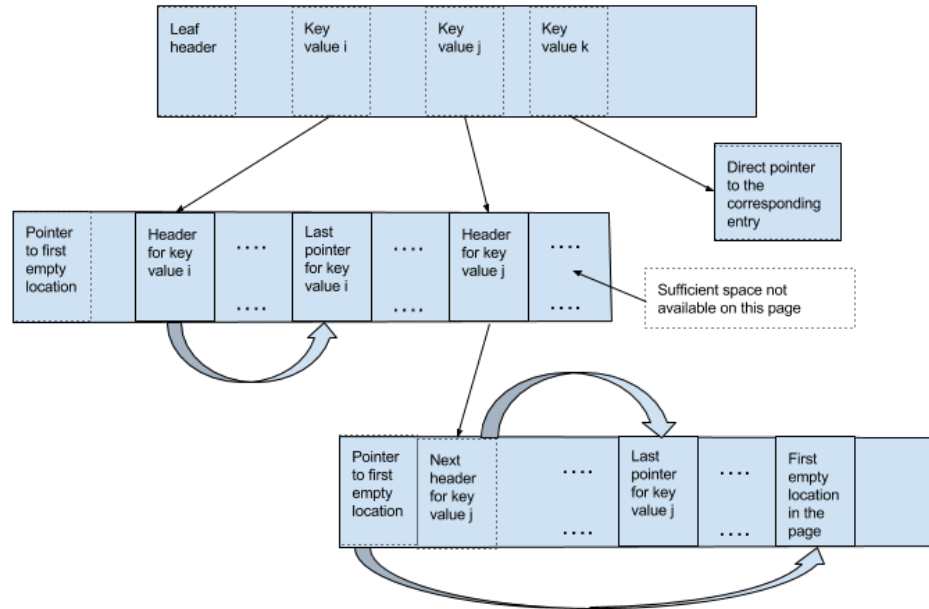 Leaf
header
Key
value i
Key
value j
Key
value k
Direct pointer
to the
corresponding
entry
Pointer
to first
empty
location
Header
for key
value i
....
....
Last
pointer
for key
value i
....
....
Header
for key
value j
....
....
Sufficient space not
available on this page
Pointer
to first
empty
location
Next
header
for key
value j
....
....
Last
pointer
for key
value j
....
....
First
empty
location
in the
page